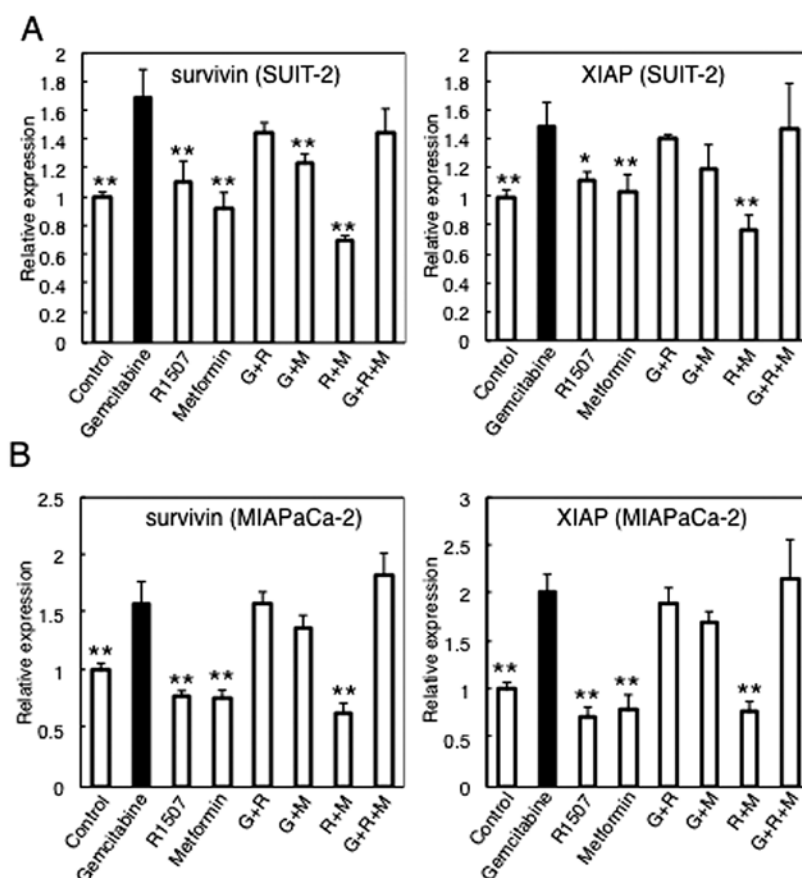 A
survivin (SUIT-2)
Relative expression
2
1.8
1.6
1.4
1.2
1
0.8
0.6
0.4
0.2
0
**
**
**
**
**
Control
Gemcitabine
R1507
Metformin
G+R
G+M
R+M
G+R+M
XIAP (SUIT-2)
Relative expression
2
1.8
1.6
1.4
1.2
1
0.8
0.6
0.4
0.2
0
**
*
**
**
Control
Gemcitabine
R1507
Metformin
G+R
G+M
R+M
G+R+M
B
survivin (MIAPaCa-2)
Relative expression
2.5
2
1.5
1
0.5
0
**
**
**
**
Control
Gemcitabine
R1507
Metformin
G+R
G+M
R+M
G+R+M
XIAP (MIAPaCa-2)
Relative expression
3
2.5
2
1.5
1
0.5
0
**
**
**
**
Control
Gemcitabine
R1507
Metformin
G+R
G+M
R+M
G+R+M